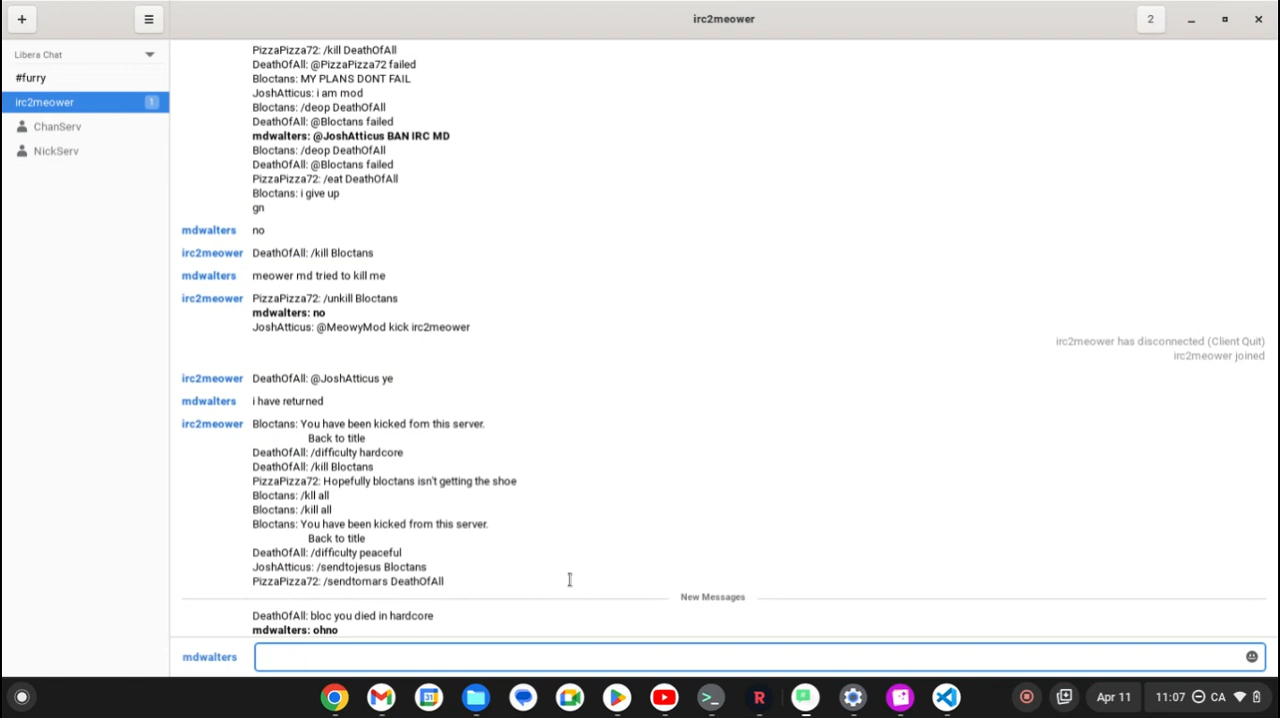 irc2meower
2
Libera Chat
#furry
irc2meower 1
ChanServ
NickServ
PizzaPizza72: /kill DeathOfAll
DeathOfAll: @PizzaPizza72 failed
Bloctans: MY PLANS DONT FAIL
JoshAtticus: i am mod
Bloctans: /deop DeathOfAll
DeathOfAll: @Bloctans failed
mdwalters: @JoshAtticus BAN IRC MD
Bloctans: /deop DeathOfAll
DeathOfAll: @Bloctans failed
PizzaPizza72: /eat DeathOfAll
Bloctans: i give up
gn
mdwalters no
irc2meower DeathOfAll: /kill Bloctans
mdwalters meower md tried to kill me
irc2meower PizzaPizza72: /unkill Bloctans
mdwalters: no
JoshAtticus: @MeowyMod kick irc2meower
irc2meower has disconnected (Client Quit)
irc2meower joined
irc2meower DeathOfAll: @JoshAtticus ye
mdwalters i have returned
irc2meower Bloctans: You have been kicked fom this server.
Back to title
DeathOfAll: /difficulty hardcore
DeathOfAll: /kill Bloctans
PizzaPizza72: Hopefully bloctans isn't getting the shoe
Bloctans: /kll all
Bloctans: /kill all
Bloctans: You have been kicked from this server.
Back to title
DeathOfAll: /difficulty peaceful
JoshAtticus: /sendtojesus Bloctans
PizzaPizza72: /sendtomars DeathOfAll
New Messages
DeathOfAll: bloc you died in hardcore
mdwalters: ohno
mdwalters
31
R
Apr 11
11:07 CA